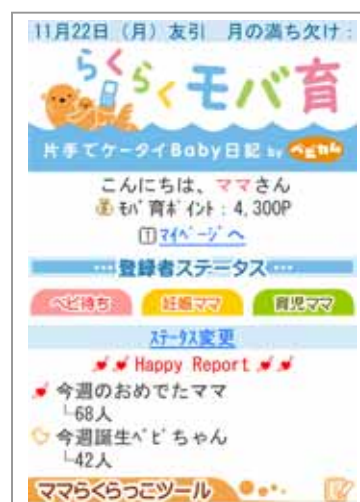 11月22日（月）友引　月の満ち欠け：
らくらくモバ育
片手でケータイBaby日記 by ベビカム
こんにちは、ママさん
ﾓﾊﾞ育ﾎﾟｲﾝﾄ：4,300P
1 ﾏｲﾍﾟｰｼﾞへ
登録者ステータス
ベビ待ち　妊娠ママ　育児ママ
ｽﾃｰﾀｽ変更
Happy Report
今週のおめでたママ
└68人
今週誕生ﾍﾞﾋﾞちゃん
└42人
ママらくらっこツール